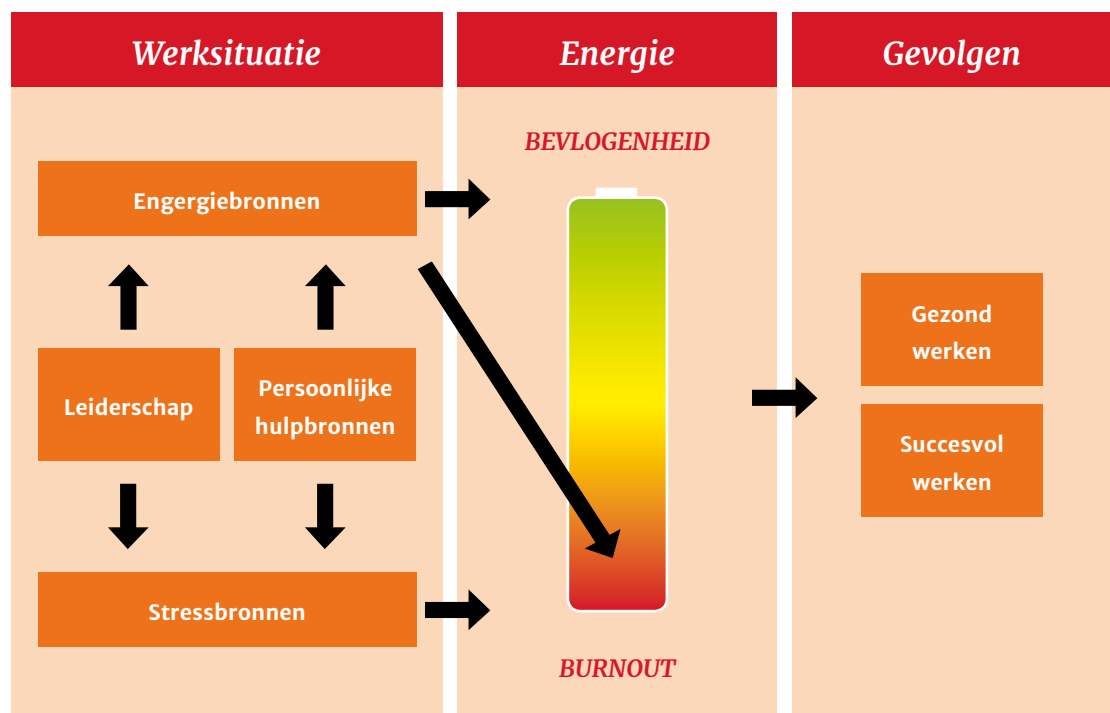 Werksituatie
Engergiebronnen
Leiderschap
Persoonlijke
hulpbronnen
Stressbronnen
Energie
BEVLOGENHEID
BURNOUT
Gevolgen
Gezond
werken
Succesvol
werken